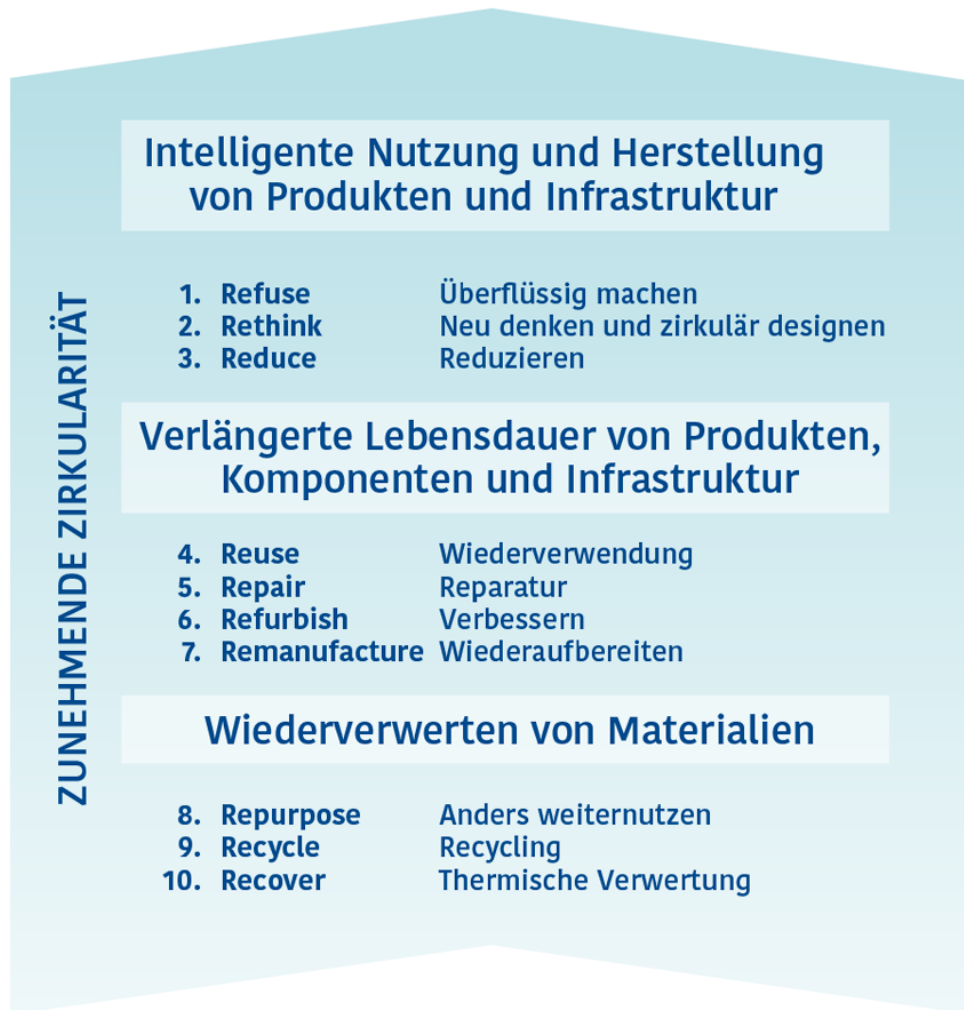 Intelligente Nutzung und Herstellung
von Produkten und Infrastruktur
ZUNEHMENDE ZIRKULARITÄT
1. Refuse Überflüssig machen
2. Rethink Neu denken und zirkulär designen
3. Reduce Reduzieren
Verlängerte Lebensdauer von Produkten,
Komponenten und Infrastruktur
4. Reuse Wiederverwendung
5. Repair Reparatur
6. Refurbish Verbessern
7. Remanufacture Wiederaufbereiten
Wiederverwerten von Materialien
8. Repurpose Anders weiternutzen
9. Recycle Recycling
10. Recover Thermische Verwertung